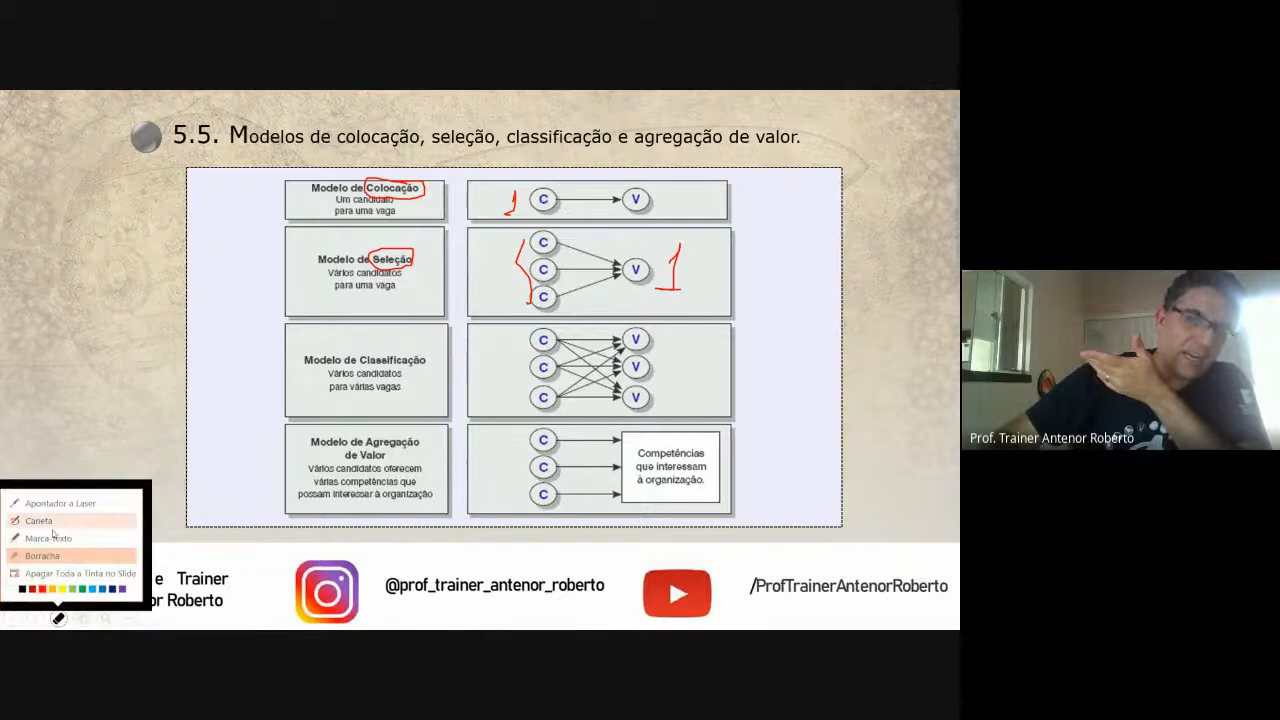 5.5. Modelos de colocação, seleção, classificação e agregação de valor.
Modelo de Colocação
Um candidato
para uma vaga
1
C
V
Modelo de Seleção
Vários candidatos
para uma vaga
C
C
C
V
1
Modelo de Classificação
Vários candidatos
para várias vagas
C
C
C
V
V
V
Modelo de Agregação
de Valor
Vários candidatos oferecem
várias competências que
possam interessar à organização
C
C
C
Competências
que interessam
à organização.
Prof. Trainer Antenor Roberto
Apontador a Laser
Caneta
Marca-texto
Borracha
Apagar Toda a Tinta no Slide
e Trainer
or Roberto
@prof_trainer_antenor_roberto
/ProfTrainerAntenorRoberto